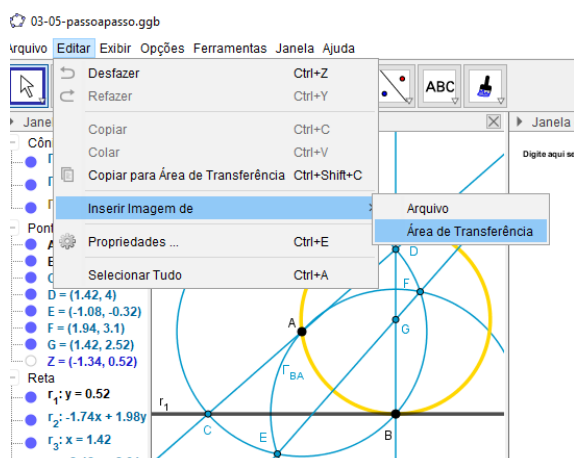 03-05-passoapasso.ggb
Arquivo Editar Exibir Opções Ferramentas Janela Ajuda
ABC
Desfazer Ctrl+Z
Refazer Ctrl+Y
Copiar Ctrl+C
Colar Ctrl+V
Copiar para Área de Transferência Ctrl+Shift+C
Inserir Imagem de
Arquivo
Área de Transferência
Propriedades ... Ctrl+E
Selecionar Tudo Ctrl+A
Janela
Digite aqui
D = (1.42, 4)
E = (-1.08, -0.32)
F = (1.94, 3.1)
G = (1.42, 2.52)
Z = (-1.34, 0.52)
Reta
r₁: y = 0.52
r₂: -1.74x + 1.98y
r₃: x = 1.42
D
F
G
A
Γ_BA
r₁
C
B
E